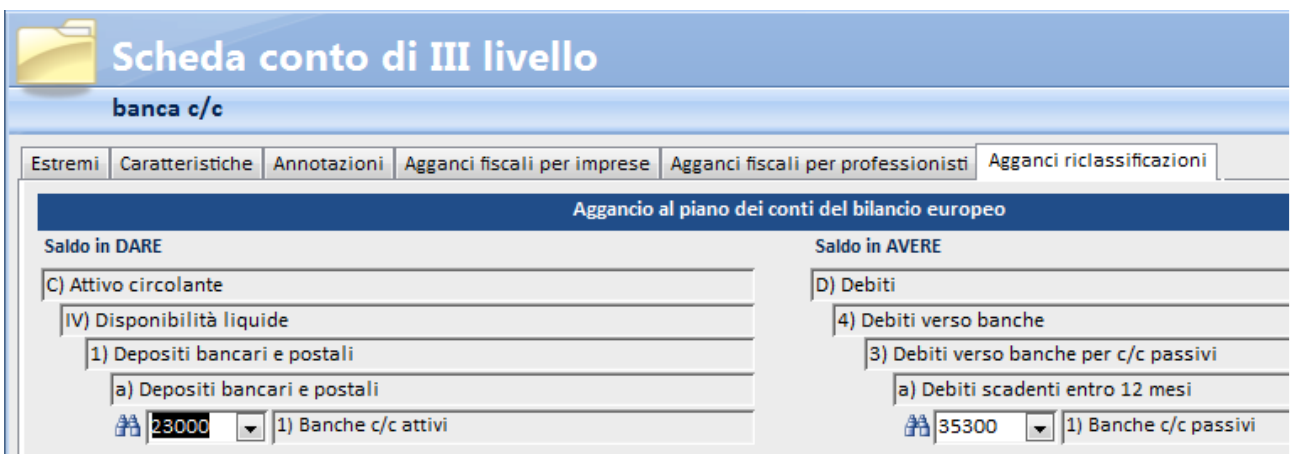 Scheda conto di III livello
banca c/c
Estremi Caratteristiche Annotazioni Agganci fiscali per imprese Agganci fiscali per professionisti Agganci riclassificazioni
Aggancio al piano dei conti del bilancio europeo
Saldo in DARE Saldo in AVERE
C) Attivo circolante D) Debiti
IV) Disponibilità liquide 4) Debiti verso banche
1) Depositi bancari e postali 3) Debiti verso banche per c/c passivi
a) Depositi bancari e postali a) Debiti scadenti entro 12 mesi
23000 1) Banche c/c attivi 35300 1) Banche c/c passivi